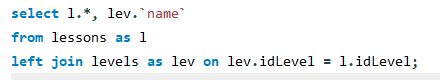 select l.*, lev.`name`
from lessons as l
left join levels as lev on lev.idLevel = l.idLevel;